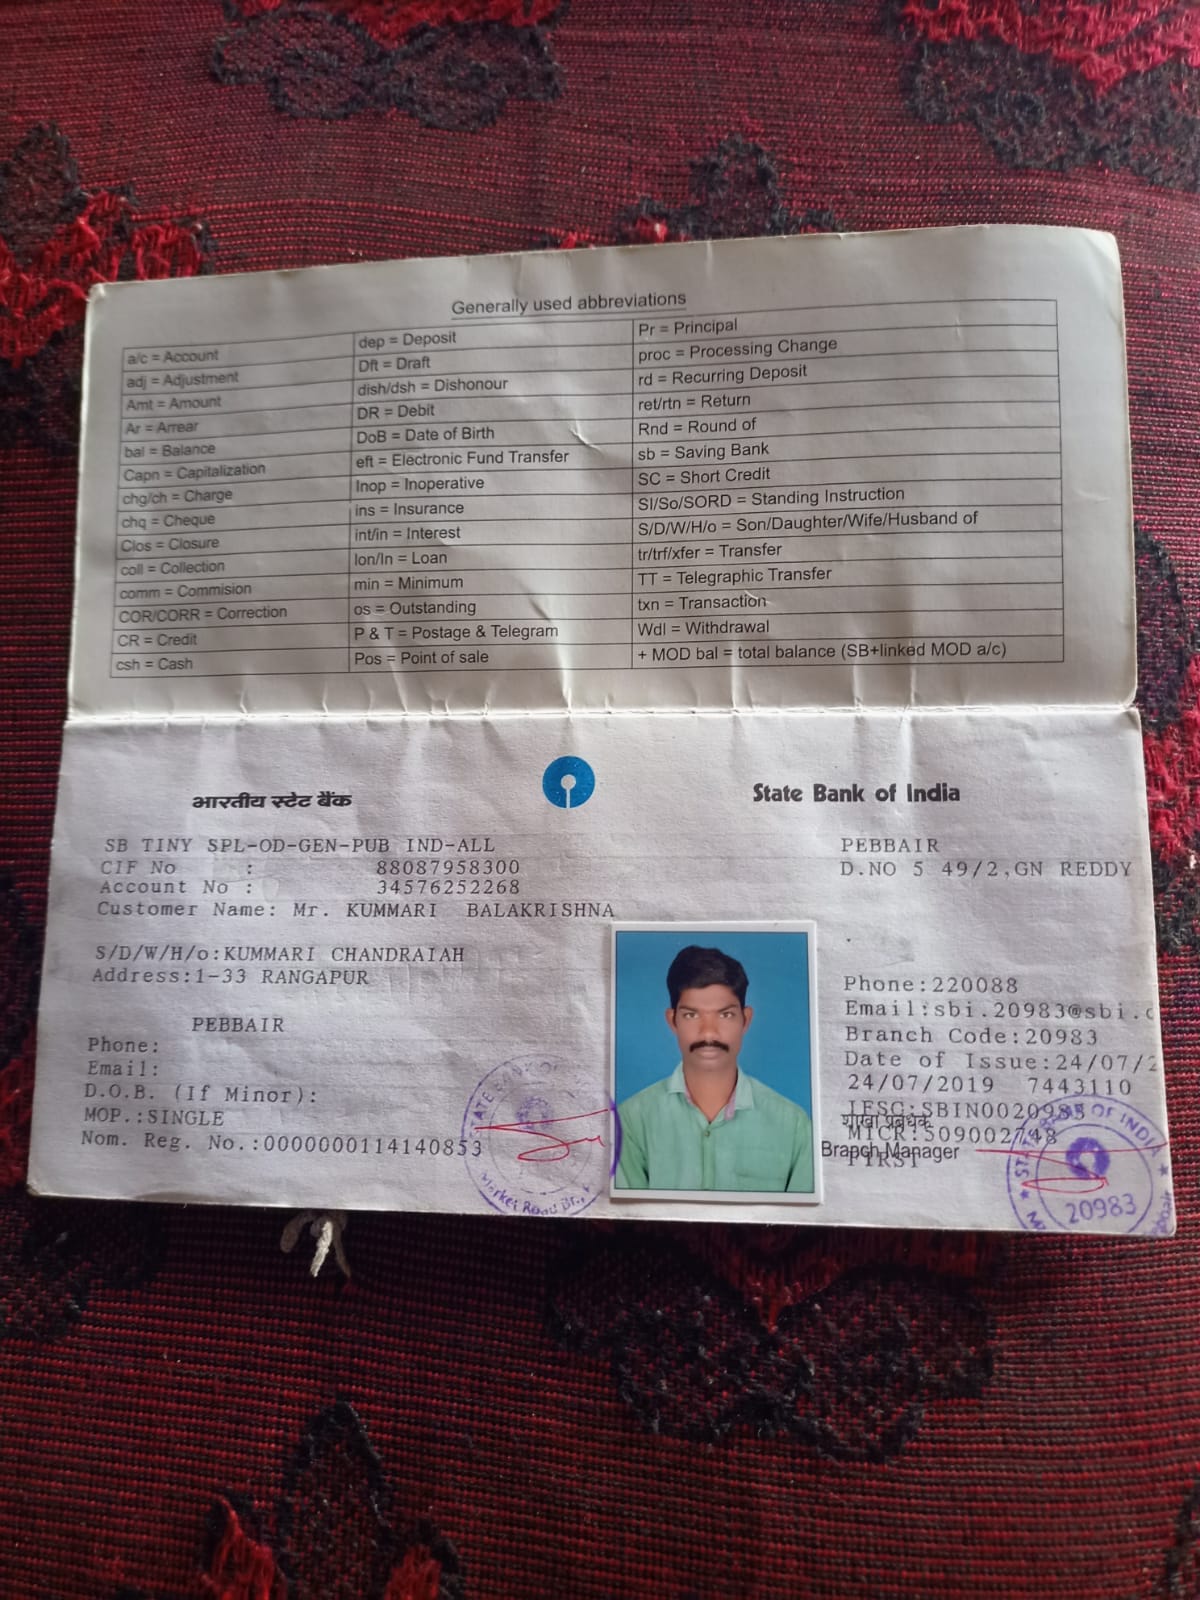 Generally used abbreviations
a/c = Account
adj = Adjustment
Amt = Amount
Ar = Arrear
bal = Balance
Capn = Capitalization
chg/ch = Charge
chq = Cheque
Clos = Closure
coll = Collection
comm = Commision
COR/CORR = Correction
CR = Credit
csh = Cash
dep = Deposit
Dft = Draft
dish/dsh = Dishonour
DR = Debit
DoB = Date of Birth
eft = Electronic Fund Transfer
Inop = Inoperative
ins = Insurance
int/in = Interest
lon/ln = Loan
min = Minimum
os = Outstanding
P & T = Postage & Telegram
Pos = Point of sale
Pr = Principal
proc = Processing Change
rd = Recurring Deposit
ret/rtn = Return
Rnd = Round of
sb = Saving Bank
SC = Short Credit
SI/So/SORD = Standing Instruction
S/D/W/H/o = Son/Daughter/Wife/Husband of
tr/trf/xfer = Transfer
TT = Telegraphic Transfer
txn = Transaction
Wdl = Withdrawal
+ MOD bal = total balance (SB+linked MOD a/c)
भारतीय स्टेट बैंक
State Bank of India
SB TINY SPL-OD-GEN-PUB IND-ALL
CIF No : 88087958300
Account No : 34576252268
Customer Name: Mr. KUMMARI BALAKRISHNA
S/D/W/H/o:KUMMARI CHANDRAIAH
Address:1-33 RANGAPUR
PEBBAIR
Phone:
Email:
D.O.B. (If Minor):
MOP.:SINGLE
Nom. Reg. No.:0000000114140853
PEBBAIR
D.NO 5 49/2,GN REDDY
Phone:220088
Email:sbi.20983@sbi.c
Branch Code:20983
Date of Issue:24/07/2
24/07/2019 7443110
IFSC:SBIN0020983
शाखा प्रबंधक
MICR:509002748
Branch Manager
FIRST
STATE BANK OF INDIA
20983
Market Road Br.,